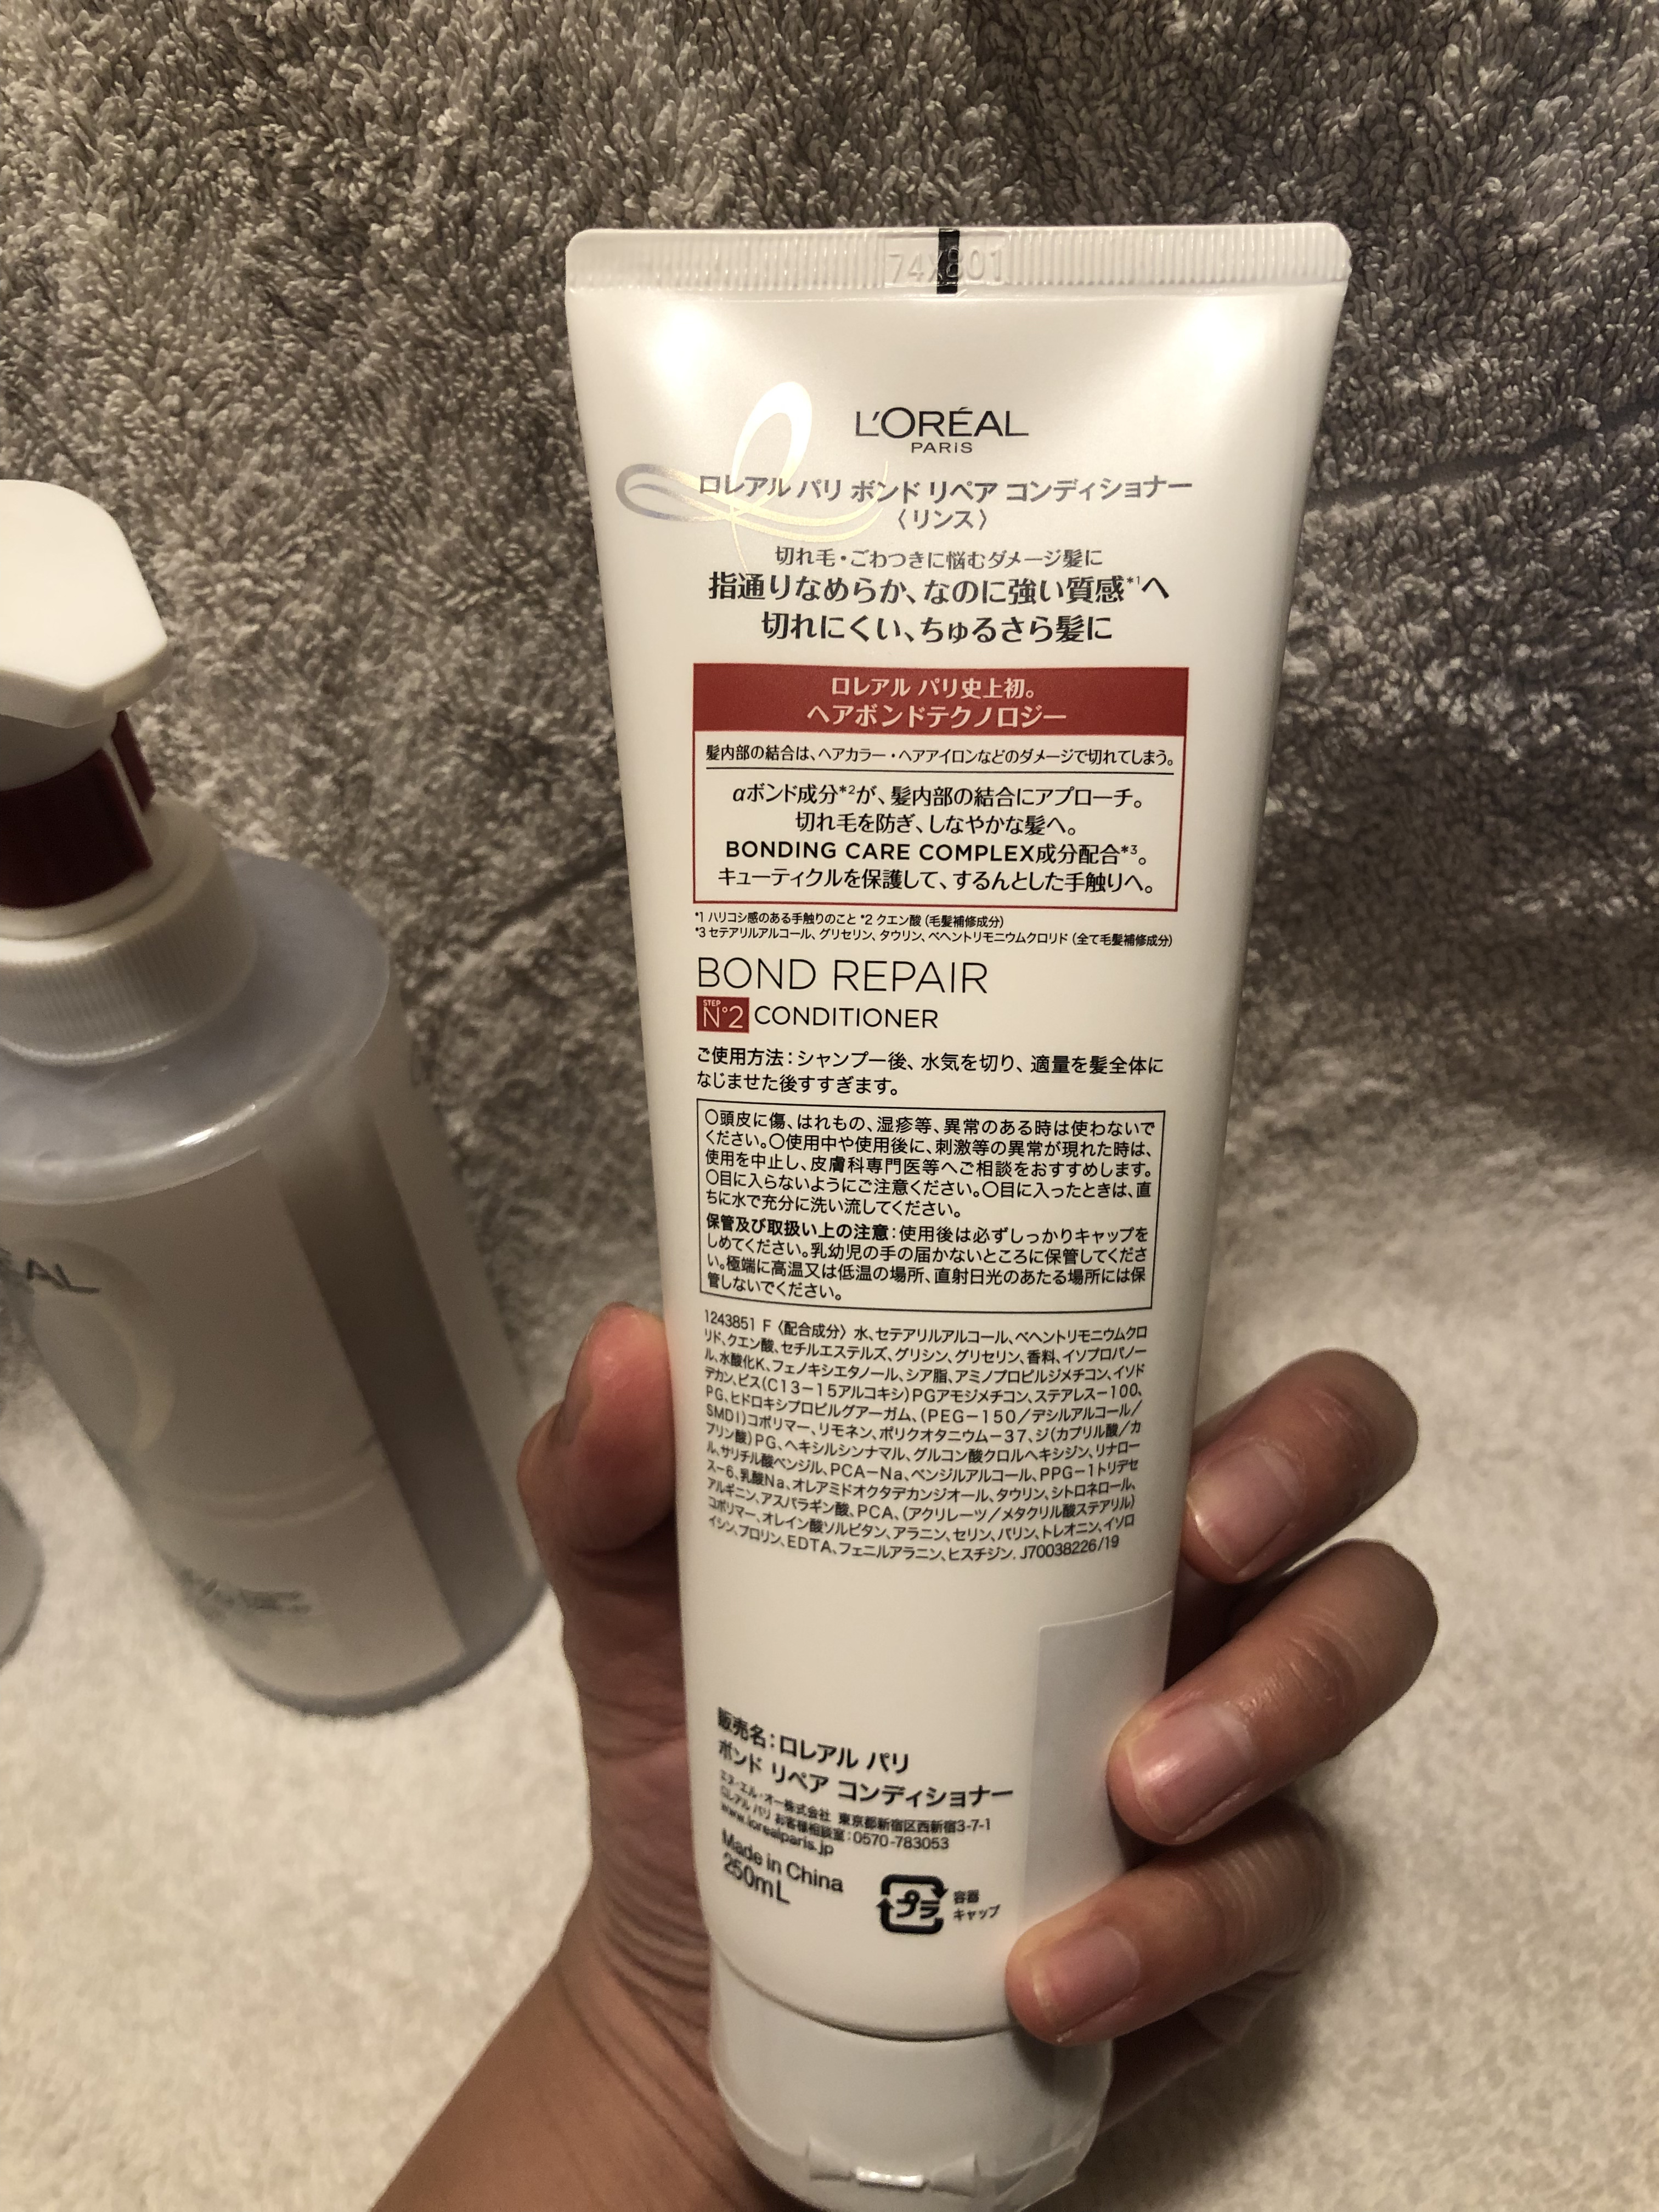 74X801
L'ORÉAL
PARIS
ロレアル パリ ボンド リペア コンディショナー
〈リンス〉
切れ毛・ごわつきに悩むダメージ髪に
指通りなめらか、なのに強い質感*1へ
切れにくい、ちゅるさら髪に
ロレアル パリ史上初。
ヘアボンドテクノロジー
髪内部の結合は、ヘアカラー・ヘアアイロンなどのダメージで切れてしまう。
αボンド成分*2が、髪内部の結合にアプローチ。
切れ毛を防ぎ、しなやかな髪へ。
BONDING CARE COMPLEX成分配合*3。
キューティクルを保護して、するんとした手触りへ。
*1 ハリコシ感のある手触りのこと *2 クエン酸(毛髪補修成分)
*3 セテアリルアルコール、グリセリン、タウリン、ベヘントリモニウムクロリド(全て毛髪補修成分)
BOND REPAIR
STEP
N°2 CONDITIONER
ご使用方法:シャンプー後、水気を切り、適量を髪全体に
なじませた後すすぎます。
○頭皮に傷、はれもの、湿疹等、異常のある時は使わないで
ください。○使用中や使用後に、刺激等の異常が現れた時は、
使用を中止し、皮膚科専門医等へご相談をおすすめします。
○目に入らないようにご注意ください。○目に入ったときは、直
ちに水で充分に洗い流してください。
保管及び取扱い上の注意:使用後は必ずしっかりキャップを
しめてください。乳幼児の手の届かないところに保管してくださ
い。極端に高温又は低温の場所、直射日光のあたる場所には保
管しないでください。
1243851 F 〈配合成分〉水、セテアリルアルコール、ベヘントリモニウムクロ
リド、クエン酸、セチルエステルズ、グリシン、グリセリン、香料、イソプロパノー
ル、水酸化K、フェノキシエタノール、シア脂、アミノプロピルジメチコン、イソド
デカン、ビス(C13-15アルコキシ)PGアモジメチコン、ステアレス-100、
PG、ヒドロキシプロピルグアーガム、(PEG-150/デシルアルコール/
SMDI)コポリマー、リモネン、ポリクオタニウム-37、ジ(カプリル酸/カ
プリン酸)PG、ヘキシルシンナマル、グルコン酸クロルヘキシジン、リナロー
ル、サリチル酸ベンジル、PCA-Na、ベンジルアルコール、PPG-1トリデセ
ス-6、乳酸Na、オレアミドオクタデカンジオール、タウリン、シトロネロール、
アルギニン、アスパラギン酸、PCA、(アクリレーツ/メタクリル酸ステアリル)
コポリマー、オレイン酸ソルビタン、アラニン、セリン、バリン、トレオニン、イソロ
イシン、プロリン、EDTA、フェニルアラニン、ヒスチジン. J70038226/19
販売名:ロレアル パリ
ボンド リペア コンディショナー
エヌ・エル・オー株式会社 東京都新宿区西新宿3-7-1
ロレアル パリ お客様相談室:0570-783053
www.lorealparis.jp
Made in China
250mL
プラ
容器
キャップ